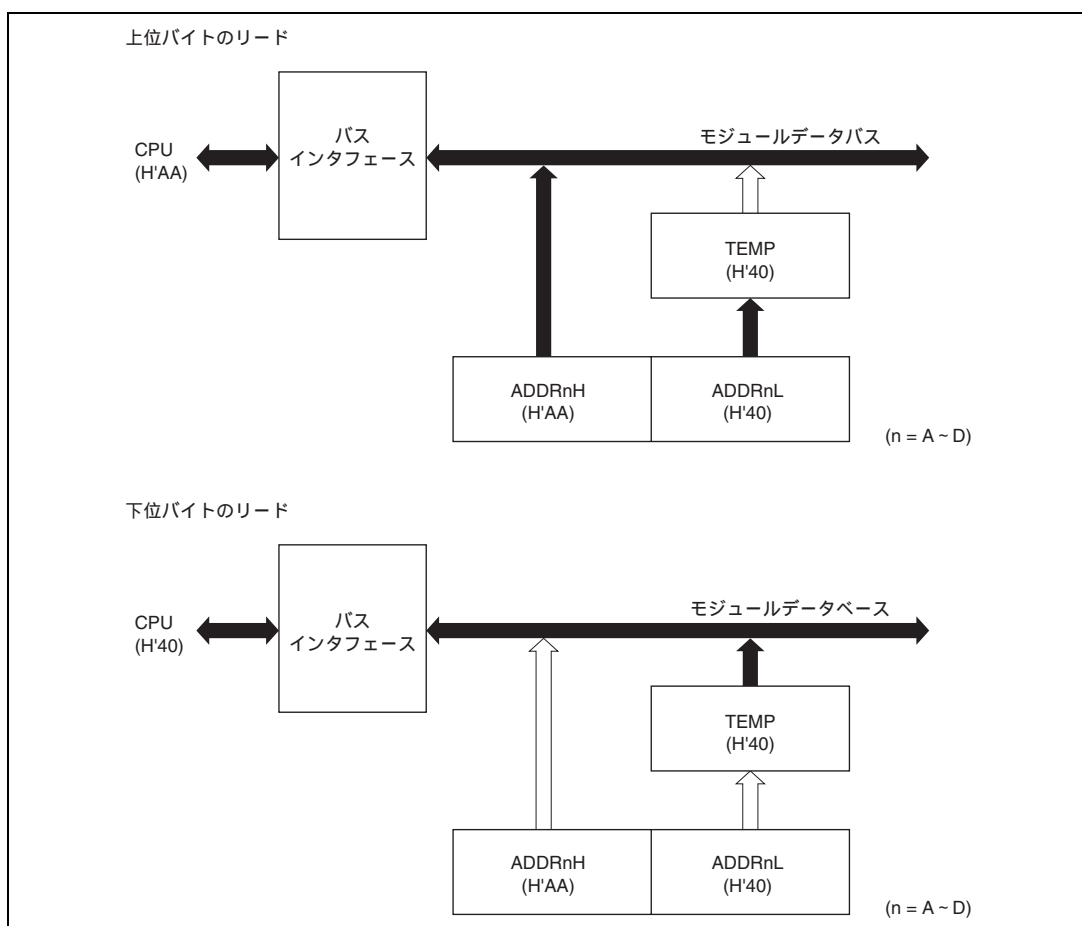 上位バイトのリード
CPU
(H'AA)
バス
インタフェース
モジュールデータバス
TEMP
(H'40)
ADDRnH
(H'AA)
ADDRnL
(H'40)
(n = A ~ D)
下位バイトのリード
CPU
(H'40)
バス
インタフェース
モジュールデータベース
TEMP
(H'40)
ADDRnH
(H'AA)
ADDRnL
(H'40)
(n = A ~ D)